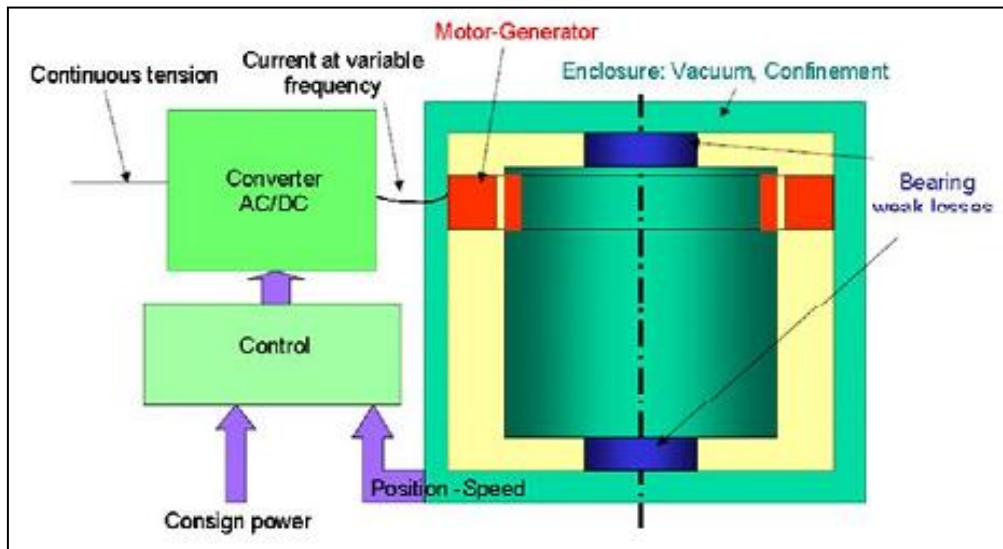 Motor-Generator
Continuous tension
Current at variable
frequency
Enclosure: Vacuum, Confinement
Converter
AC/DC
Bearing
weak losses
Control
Position -Speed
Consign power